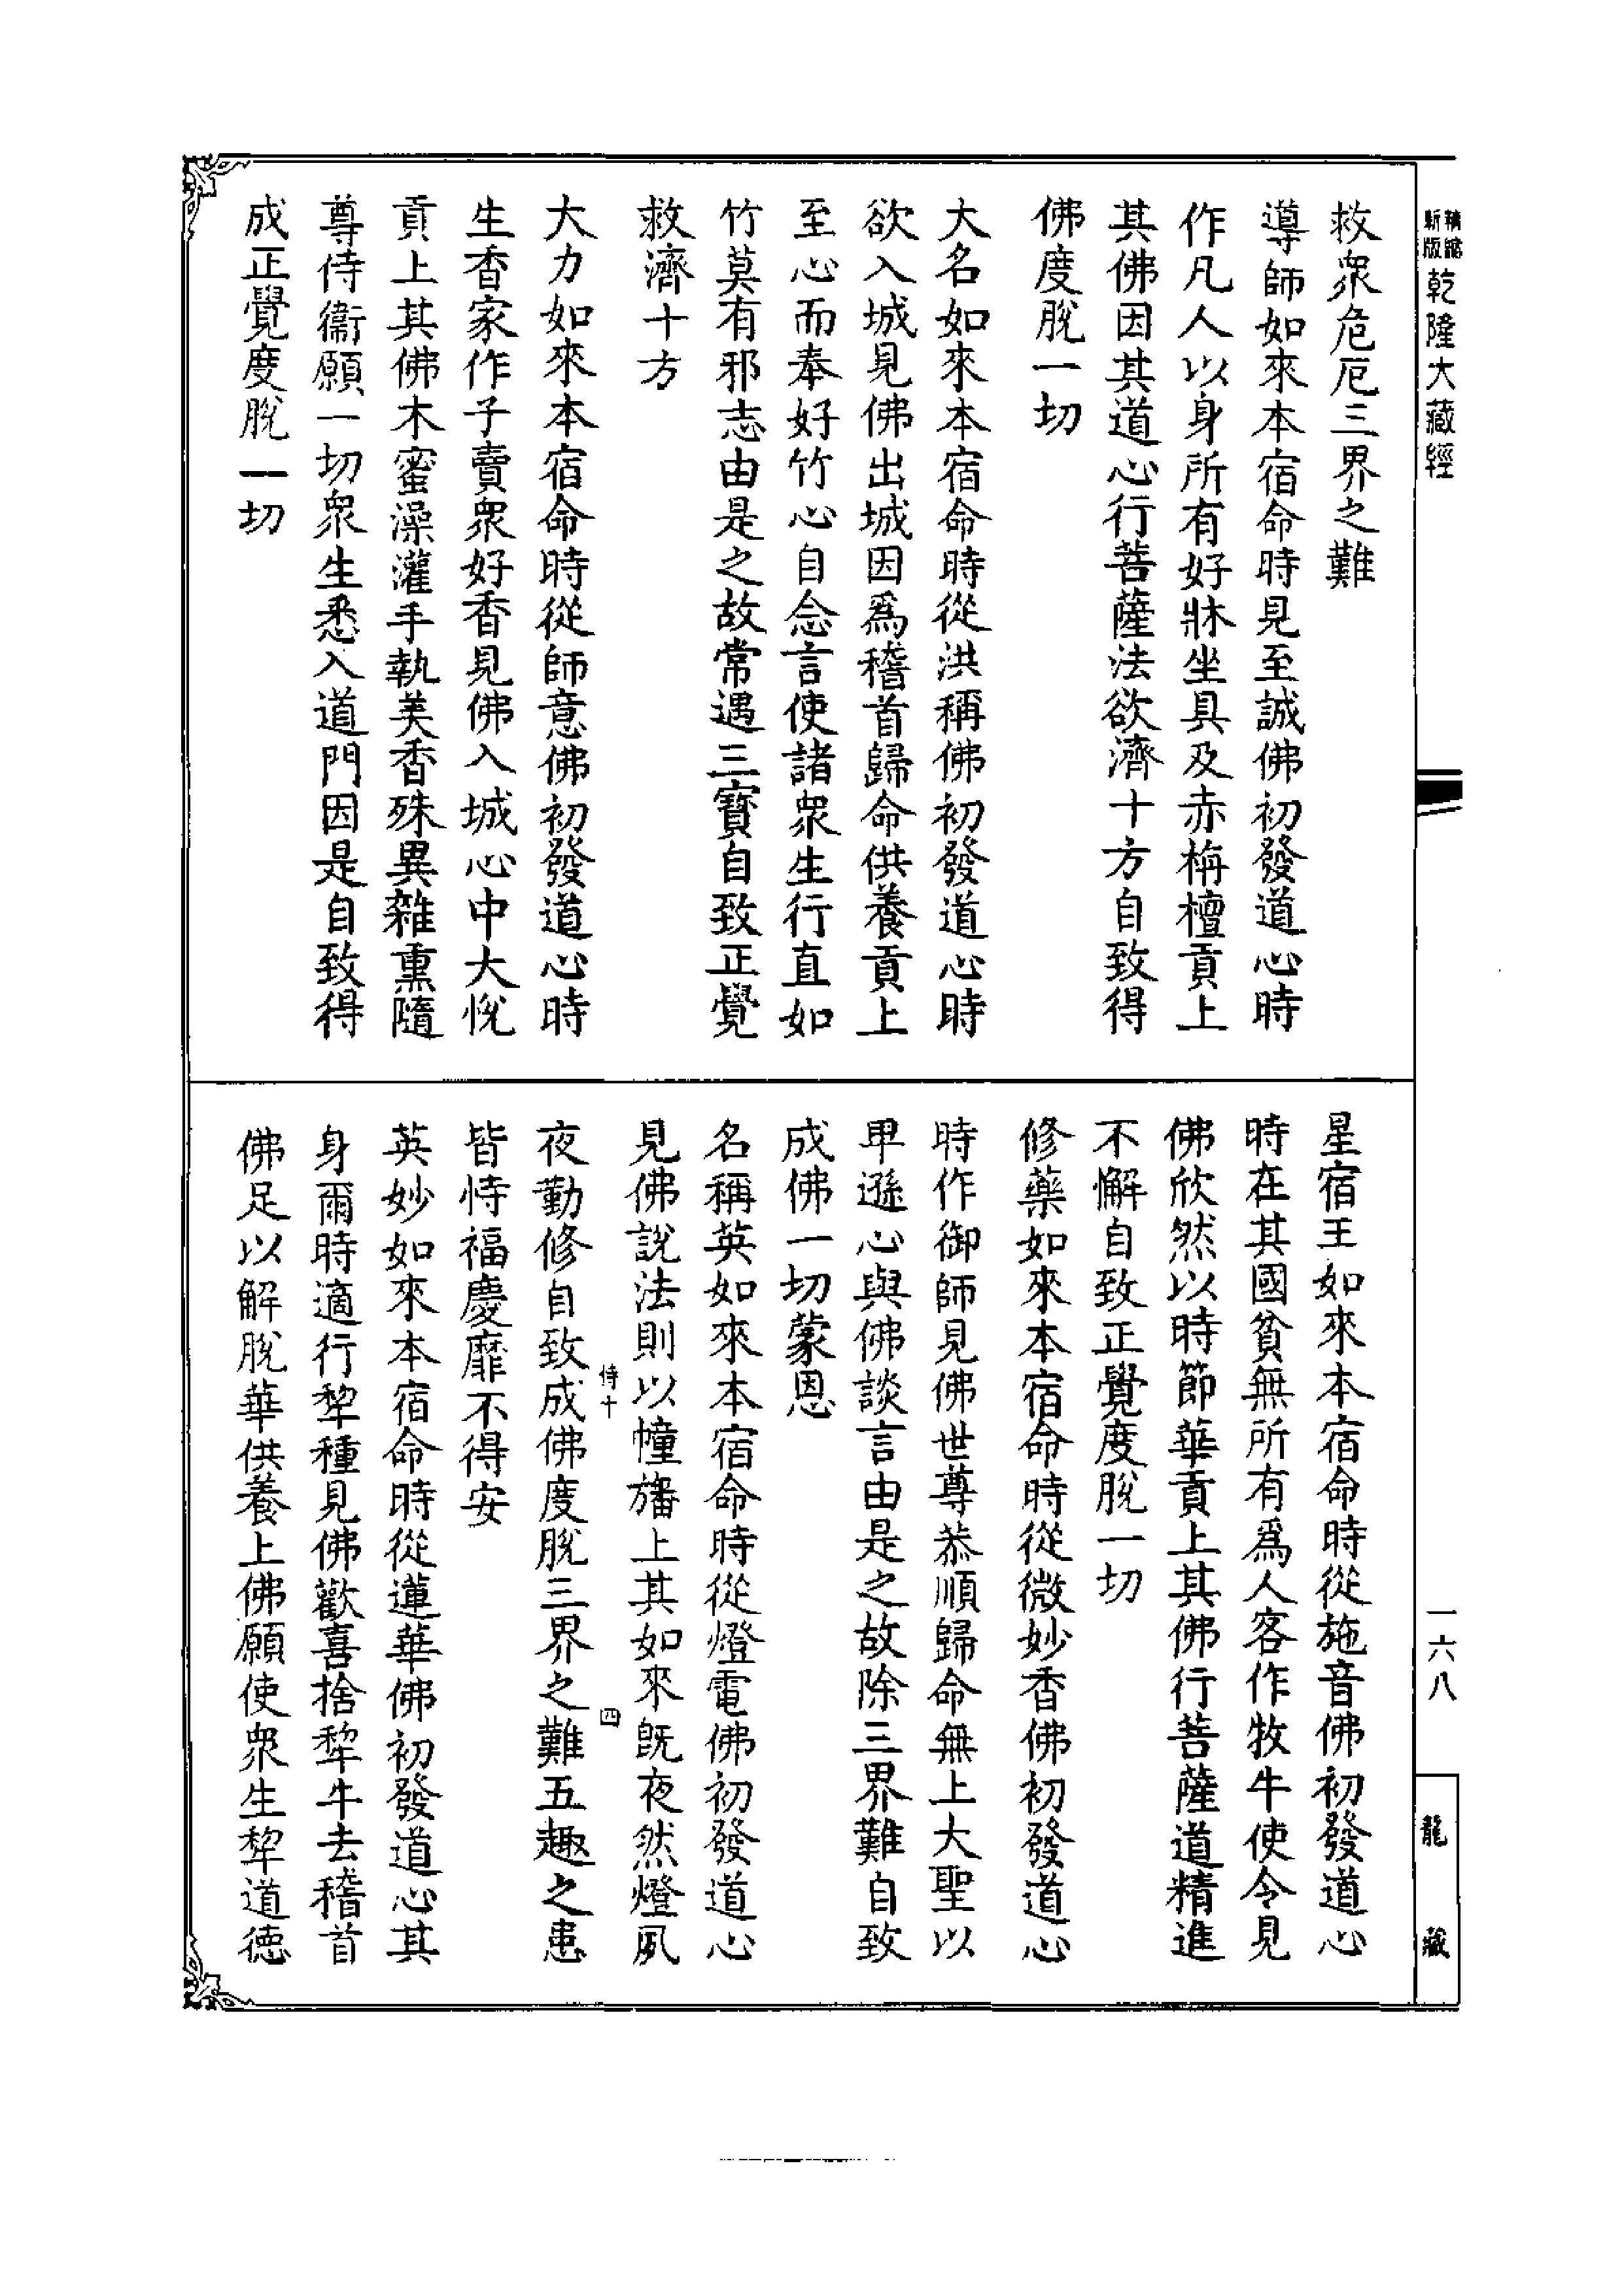 精縮
新版
乾隆大藏經
救眾危厄三界之難
導師如來本宿命時見至誠佛初發道心時
作凡人以身所有好牀坐具及赤栴檀貢上
其佛因其道心行菩薩法欲濟十方自致得
佛度脫一切
大名如來本宿命時從洪稱佛初發道心時
欲入城見佛出城因爲稽首歸命供養貢上
至心而奉好竹心自念言使諸眾生行直如
竹莫有邪志由是之故常遇三寶自致正覺
救濟十方
大力如來本宿命時從師意佛初發道心時
生香家作子賣眾好香見佛入城心中大悅
貢上其佛木蜜澡灌手執美香殊異雜熏隨
尊侍衞願一切眾生悉入道門因是自致得
成正覺度脫一切
星宿王如來本宿命時從施音佛初發道心
時在其國貧無所有爲人客作牧牛使令見
佛欣然以時節華貢上其佛行菩薩道精進
不懈自致正覺度脫一切
修藥如來本宿命時從微妙香佛初發道心
時作御師見佛世尊恭順歸命無上大聖以
卑遜心與佛談言由是之故除三界難自致
成佛一切蒙恩
名稱英如來本宿命時從燈電佛初發道心
見佛說法則以幢旛上其如來旣夜然燈夙
夜勤修自致成佛度脫三界之難五趣之患
皆恃福慶靡不得安
英妙如來本宿命時從蓮華佛初發道心其
身爾時適行犂種見佛歡喜捨犂牛去稽首
佛足以解脫華供養上佛願使眾生犂道德
恃十
四
一六八
龍藏